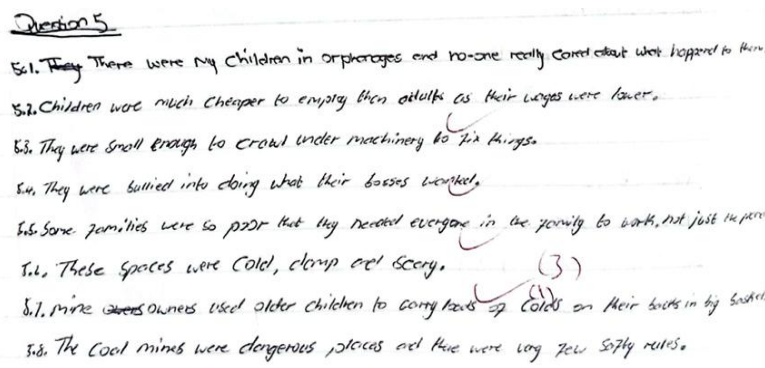 Question 5
5.1. They There were my children in orphanages and no-one really cared about what happend to them
5.2. Children were much cheaper to employ then adults as their wages were lower.
5.3. They were small enough to crawl under machinery to fix things.
5.4. They were bullied into doing what their bosses wanted.
5.5. Some families were so poor that they needed everyone in the family to work, not just the pare
5.6. These spaces were cold, damp and scary. (3)
5.7. mine owners used older children to carry loads of colds on their backs in big basket
(1)
5.8. The coal mines were dangerous places and there were very few safty rules.